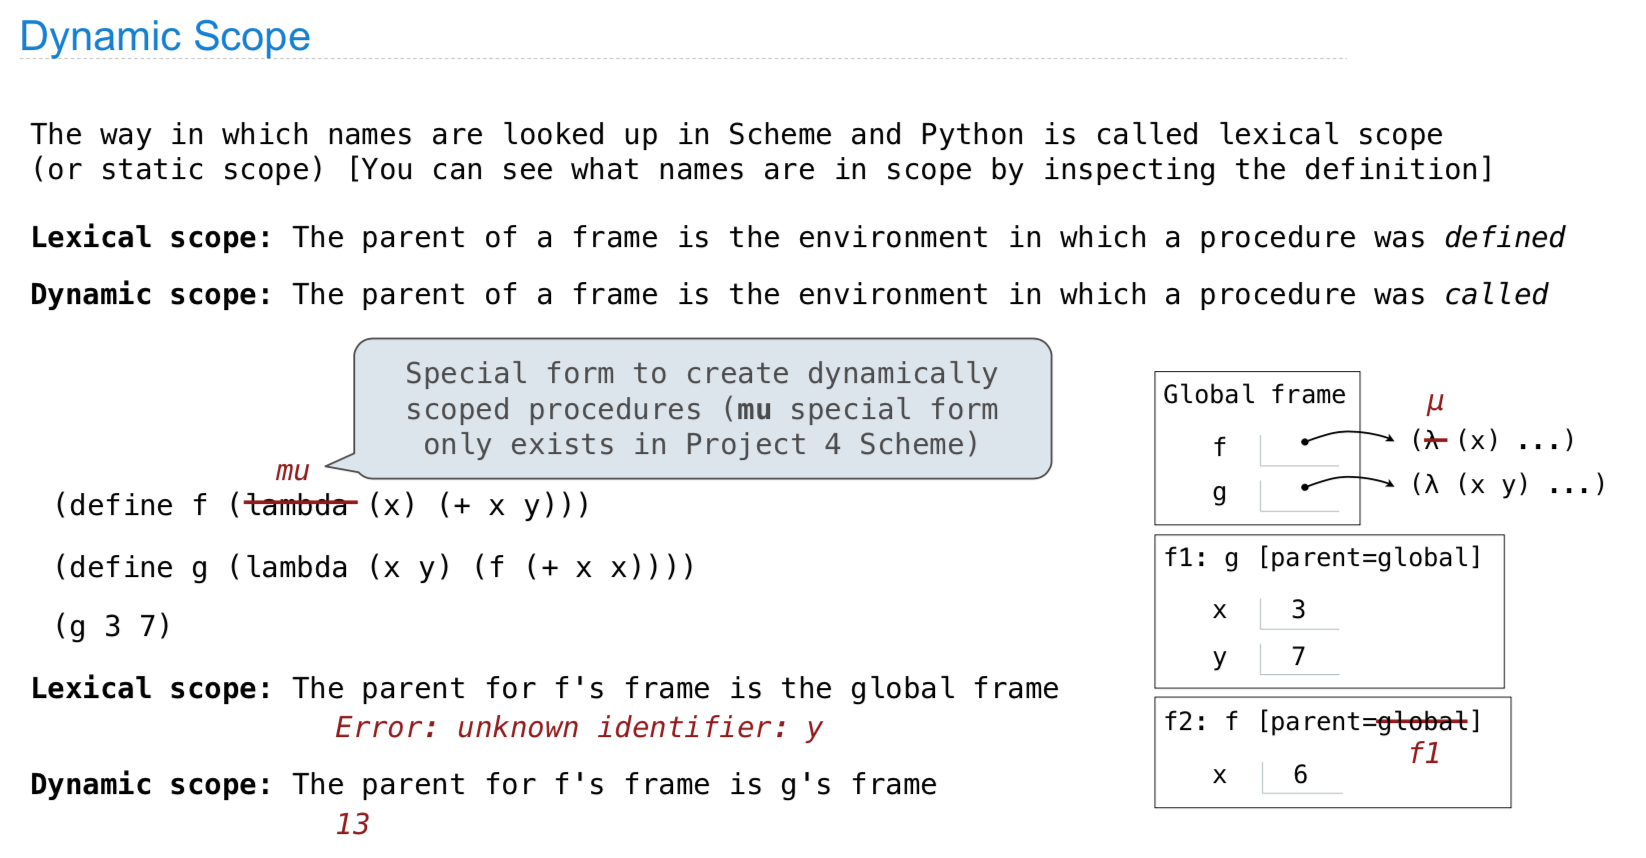 Dynamic Scope
The way in which names are looked up in Scheme and Python is called lexical scope
(or static scope) [You can see what names are in scope by inspecting the definition]
Lexical scope: The parent of a frame is the environment in which a procedure was defined
Dynamic scope: The parent of a frame is the environment in which a procedure was called
Special form to create dynamically
scoped procedures (mu special form
only exists in Project 4 Scheme)
mu
(define f (lambda (x) (+ x y)))
(define g (lambda (x y) (f (+ x x))))
(g 3 7)
Lexical scope: The parent for f's frame is the global frame
Error: unknown identifier: y
Dynamic scope: The parent for f's frame is g's frame
13
Global frame
μ
f (λ (x) ...)
g (λ (x y) ...)
f1: g [parent=global]
x 3
y 7
f2: f [parent=global]
f1
x 6